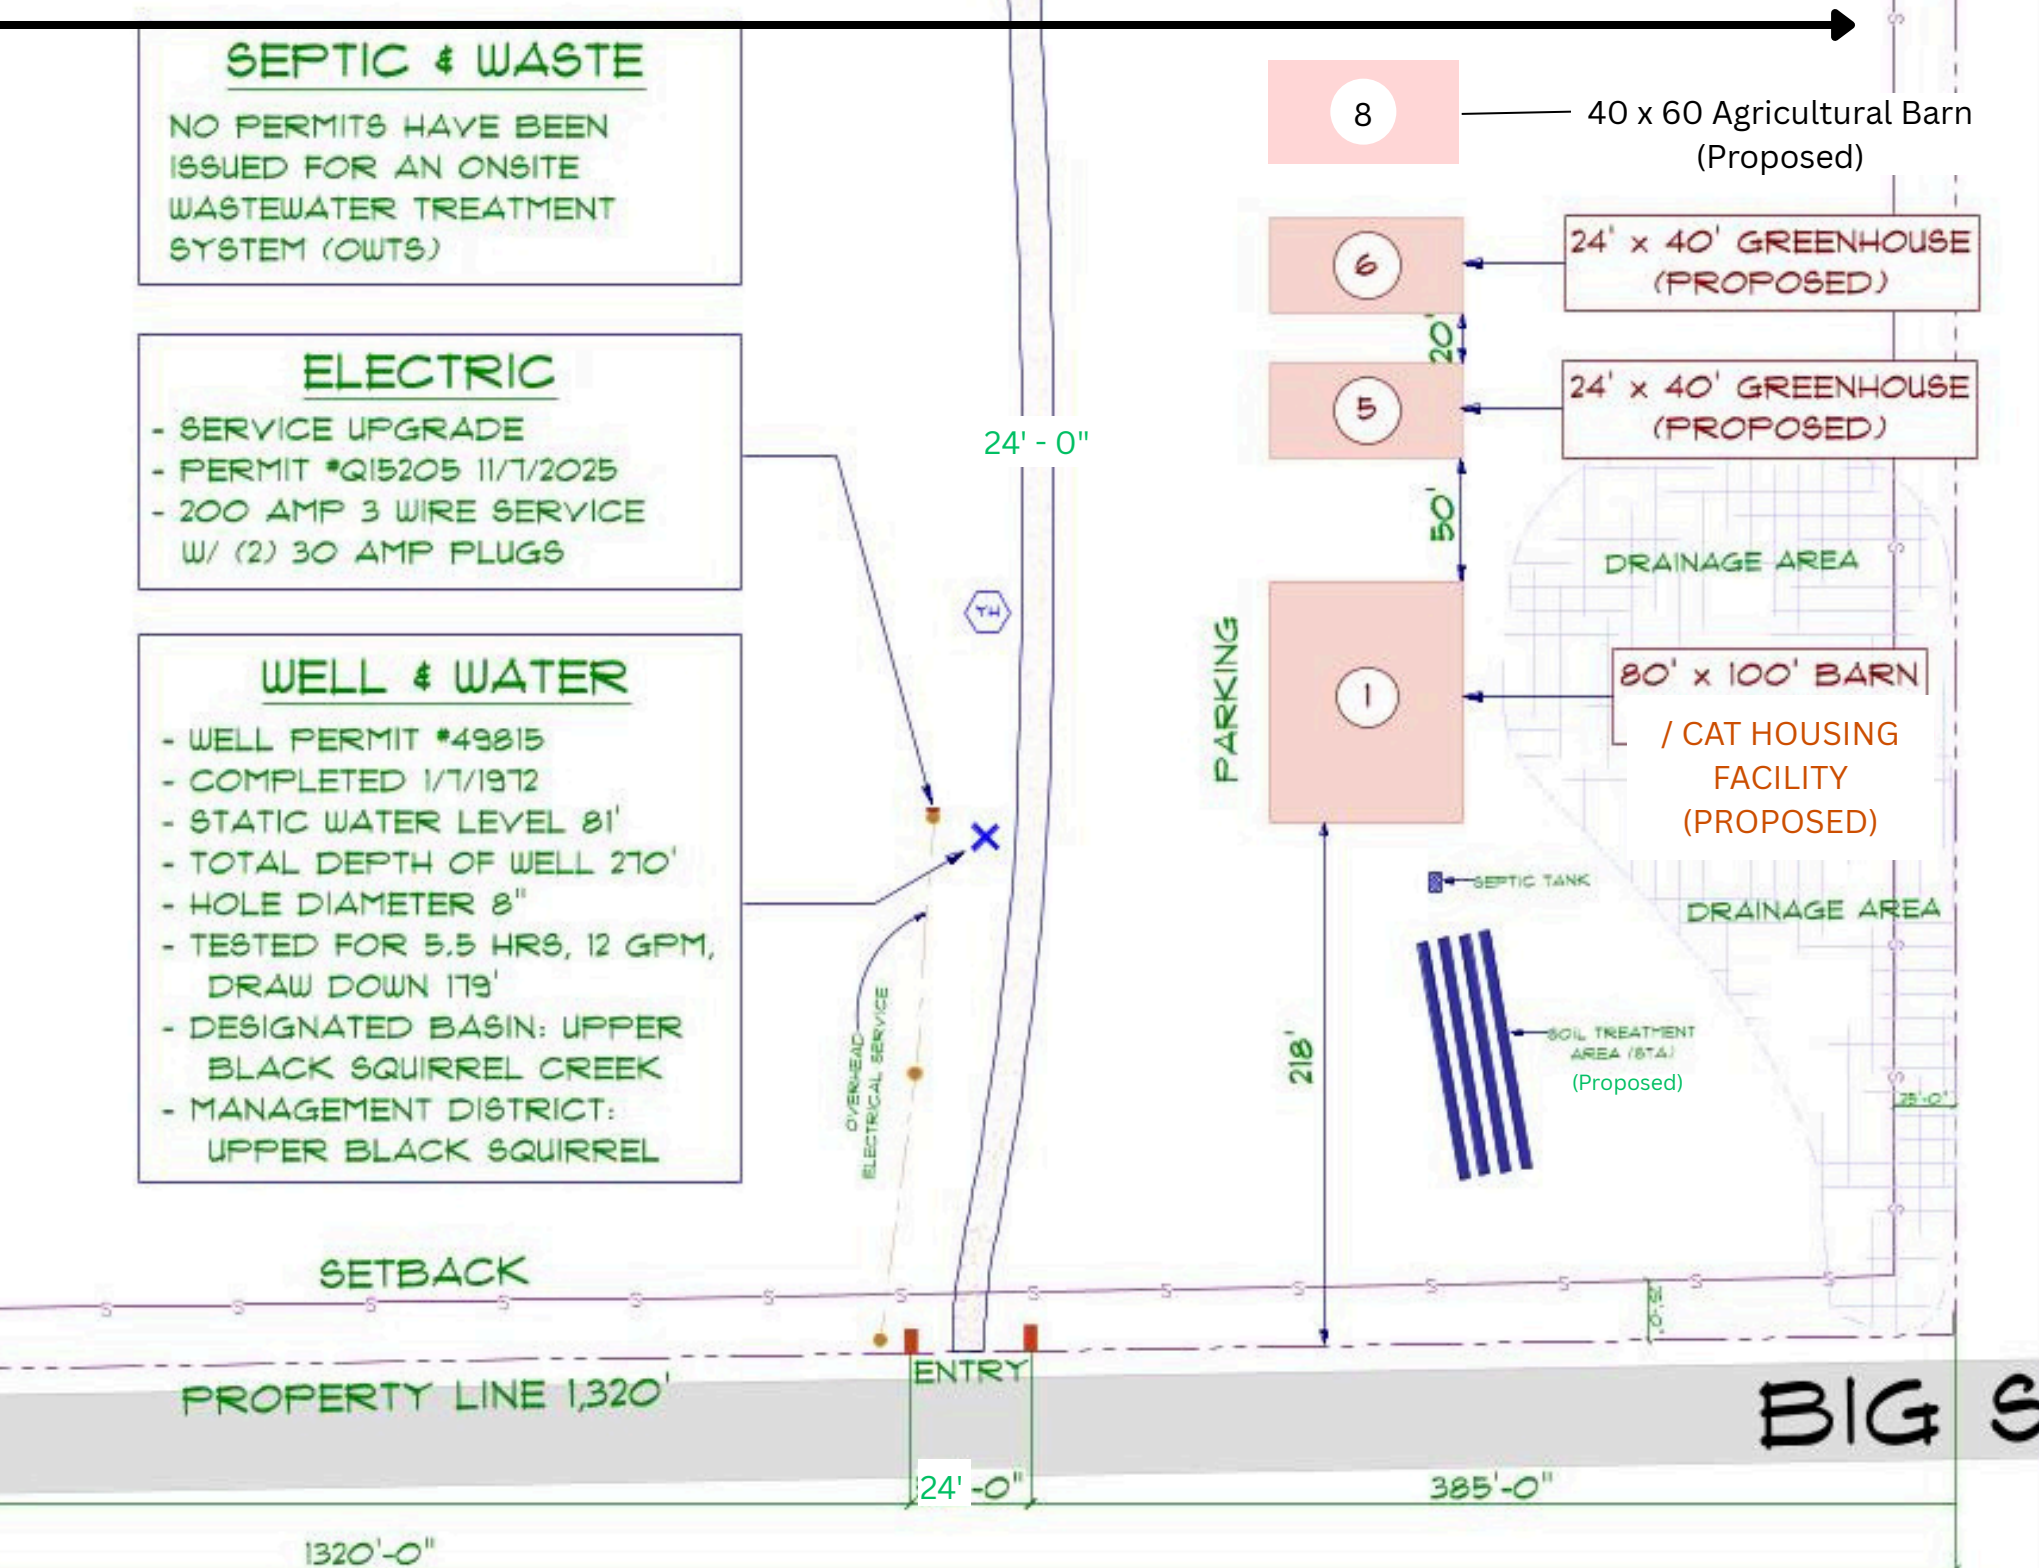 SEPTIC & WASTE
NO PERMITS HAVE BEEN
ISSUED FOR AN ONSITE
WASTEWATER TREATMENT
SYSTEM (OWTS)
ELECTRIC
- SERVICE UPGRADE
- PERMIT #Q15205 11/7/2025
- 200 AMP 3 WIRE SERVICE
W/ (2) 30 AMP PLUGS
WELL & WATER
- WELL PERMIT #49815
- COMPLETED 1/7/1972
- STATIC WATER LEVEL 81'
- TOTAL DEPTH OF WELL 270'
- HOLE DIAMETER 8"
- TESTED FOR 5.5 HRS, 12 GPM,
DRAW DOWN 179'
- DESIGNATED BASIN: UPPER
BLACK SQUIRREL CREEK
- MANAGEMENT DISTRICT:
UPPER BLACK SQUIRREL
24' - 0"
YH
OVERHEAD
ELECTRICAL SERVICE
8
40 x 60 Agricultural Barn
(Proposed)
6
24' x 40' GREENHOUSE
(PROPOSED)
20'
5
24' x 40' GREENHOUSE
(PROPOSED)
50'
DRAINAGE AREA
PARKING
1
80' x 100' BARN
/ CAT HOUSING
FACILITY
(PROPOSED)
SEPTIC TANK
DRAINAGE AREA
218'
SOIL TREATMENT
AREA (STA)
(Proposed)
25'-0"
SETBACK
S S S S S S S S S S S S S S
PROPERTY LINE 1,320'
ENTRY
BIG S
24' -0"
385'-0"
1320'-0"